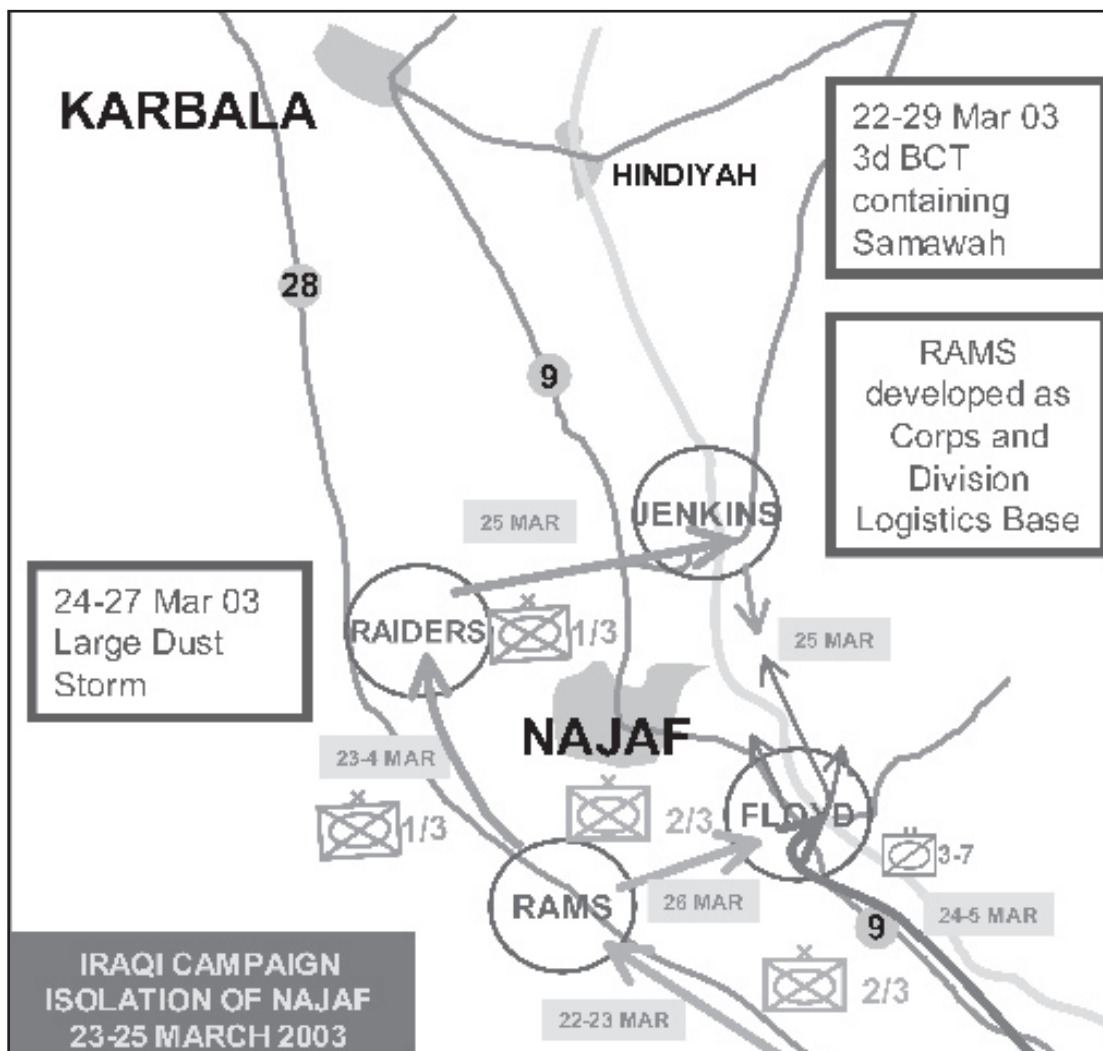 KARBALA
HINDIYAH
22-29 Mar 03
3d BCT
containing
Samawah
28
9
RAMS
developed as
Corps and
Division
Logistics Base
JENKINS
25 MAR
24-27 Mar 03
Large Dust
Storm
RAIDERS
1/3
25 MAR
NAJAF
23-4 MAR
1/3
2/3
FLOYD
3-7
RAMS
26 MAR
9
24-5 MAR
2/3
22-23 MAR
IRAQI CAMPAIGN
ISOLATION OF NAJAF
23-25 MARCH 2003